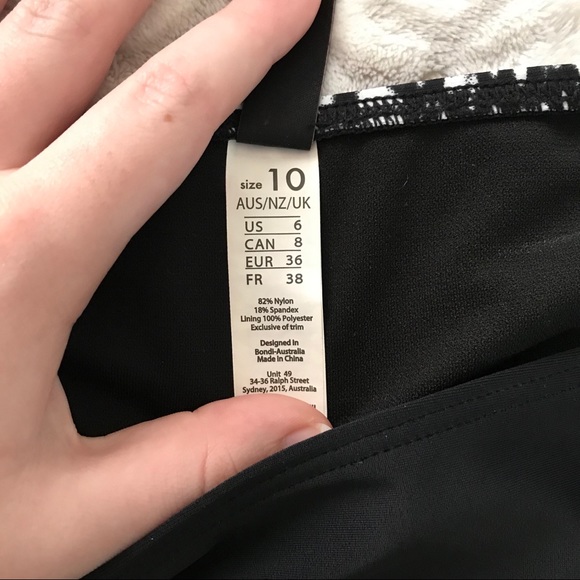 size 10
AUS/NZ/UK
US 6
CAN 8
EUR 36
FR 38
82% Nylon
18% Spandex
Lining 100% Polyester
Exclusive of trim
Designed in
Bondi-Australia
Made in China
Unit 49
34-36 Ralph Street
Sydney, 2015, Australia